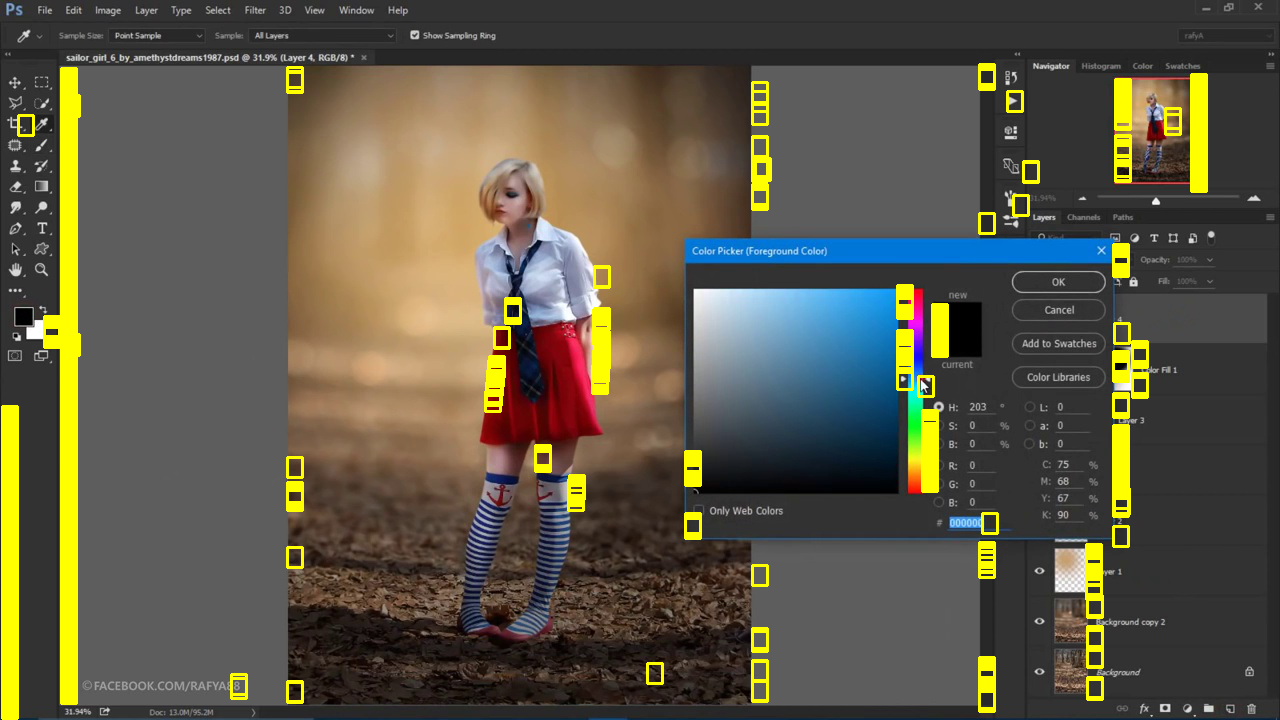 Ps File Edit Image Layer Type Select Filter 3D View Window Help
Sample Size: Point Sample Sample: All Layers Show Sampling Ring rafyA
sailor_girl_6_by_amethystdreams1987.psd @ 31.9% (Layer 4, RGB/8) *
Navigator Histogram Color Swatches
31.94%
Layers Channels Paths
Kind
Opacity: 100%
Fill: 100%
Color Picker (Foreground Color)
new
current
OK
Cancel
Add to Swatches
Color Libraries
H: 203 ° L: 0
S: 0 % a: 0
B: 0 % b: 0
R: 0 C: 75 %
G: 0 M: 68 %
B: 0 Y: 67 %
K: 90 %
Only Web Colors
# 000000
4
Color Fill 1
Layer 3
2
Layer 1
Background copy 2
Background
©FACEBOOK.COM/RAFYA88
31.94% Doc: 13.0M/95.2M